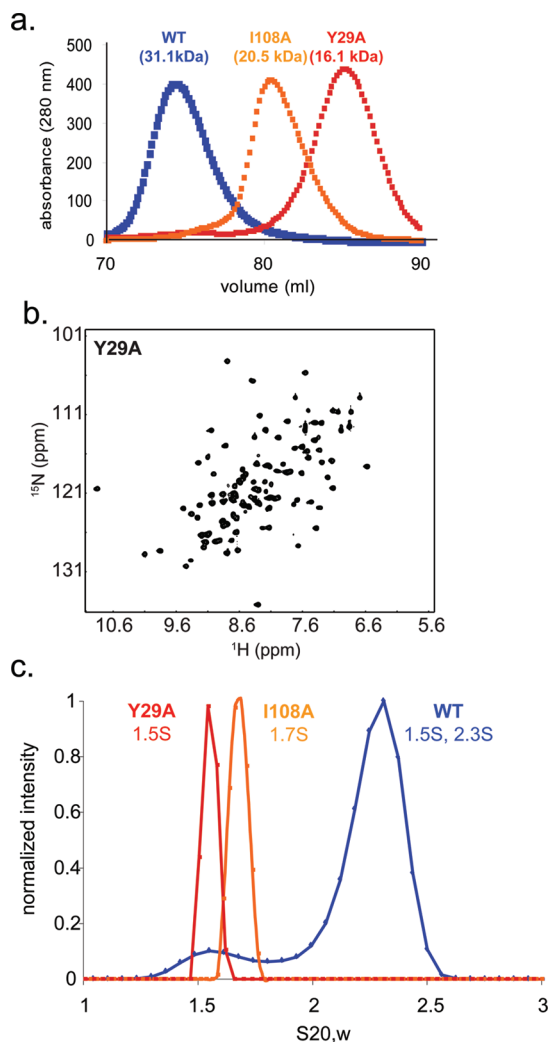 a.
WT I108A Y29A
(31.1kDa) (20.5 kDa) (16.1 kDa)
absorbance (280 nm)
500
400
300
200
100
0
70 80 90
volume (ml)
b.
Y29A
101
111
121
131
15N (ppm)
10.6 9.6 8.6 7.6 6.6 5.6
1H (ppm)
c.
Y29A I108A WT
1.5S 1.7S 1.5S, 2.3S
normalized intensity
1
0.8
0.6
0.4
0.2
0
1 1.5 2 2.5 3
S20,w